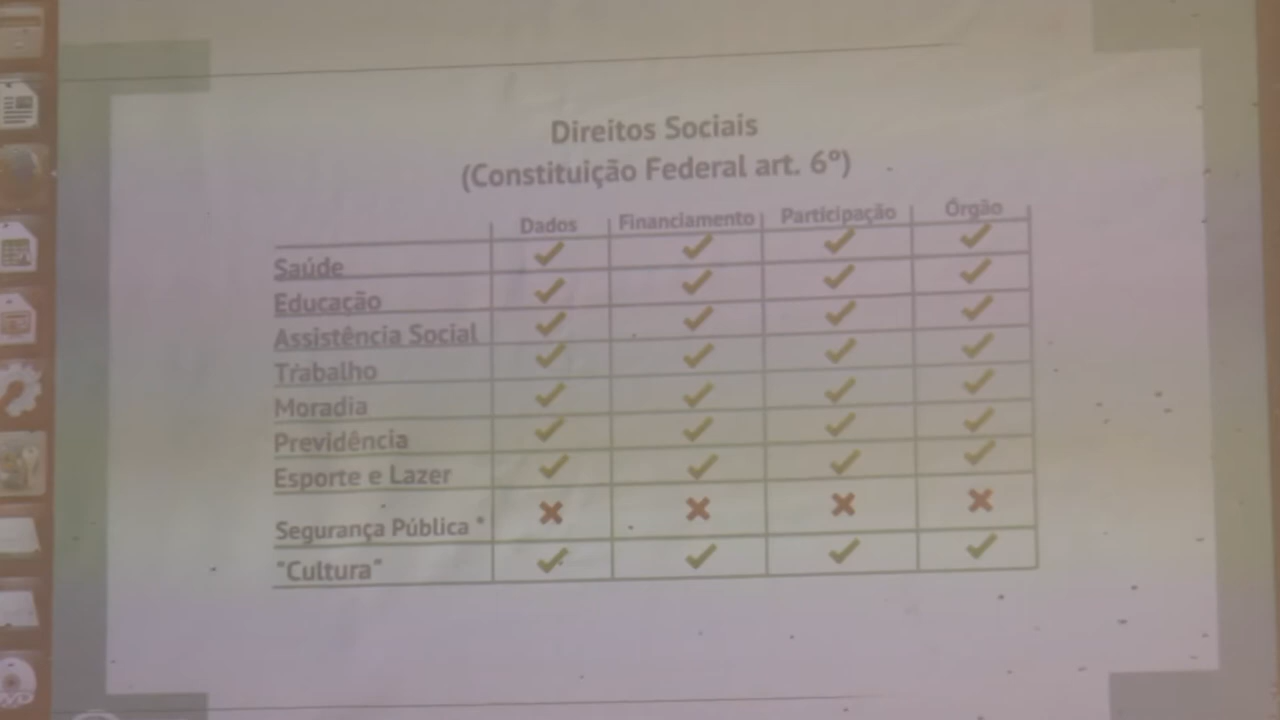 Direitos Sociais
(Constituição Federal art. 6º)
Dados Financiamento Participação Órgão
Saúde ✔ ✔ ✔ ✔
Educação ✔ ✔ ✔ ✔
Assistência Social ✔ ✔ ✔ ✔
Trabalho ✔ ✔ ✔ ✔
Moradia ✔ ✔ ✔ ✔
Previdência ✔ ✔ ✔ ✔
Esporte e Lazer ✔ ✔ ✔ ✔
Segurança Pública * ✖ ✖ ✖ ✖
"Cultura" ✔ ✔ ✔ ✔